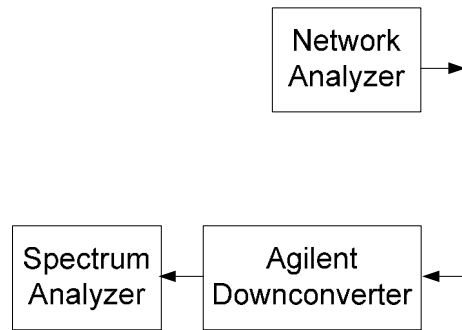 Network
Analyzer
Spectrum
Analyzer
Agilent
Downconverter